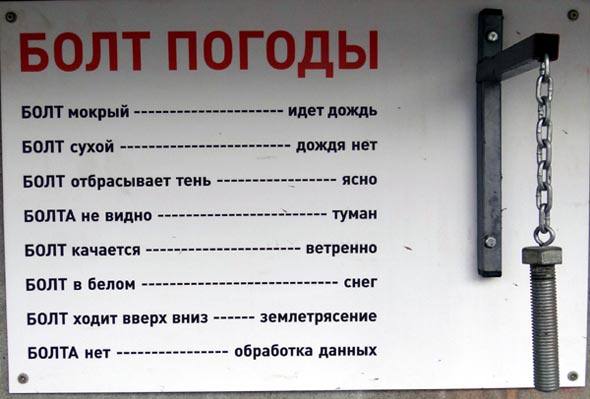 БОЛТ ПОГОДЫ
БОЛТ мокрый ---------------------- идет дождь
БОЛТ сухой ------------------------- дождя нет
БОЛТ отбрасывает тень ------------------ ясно
БОЛТА не видно ------------------------- туман
БОЛТ качается ----------------------- ветренно
БОЛТ в белом ----------------------------- снег
БОЛТ ходит вверх вниз ------ землетрясение
БОЛТА нет ----------------- обработка данных